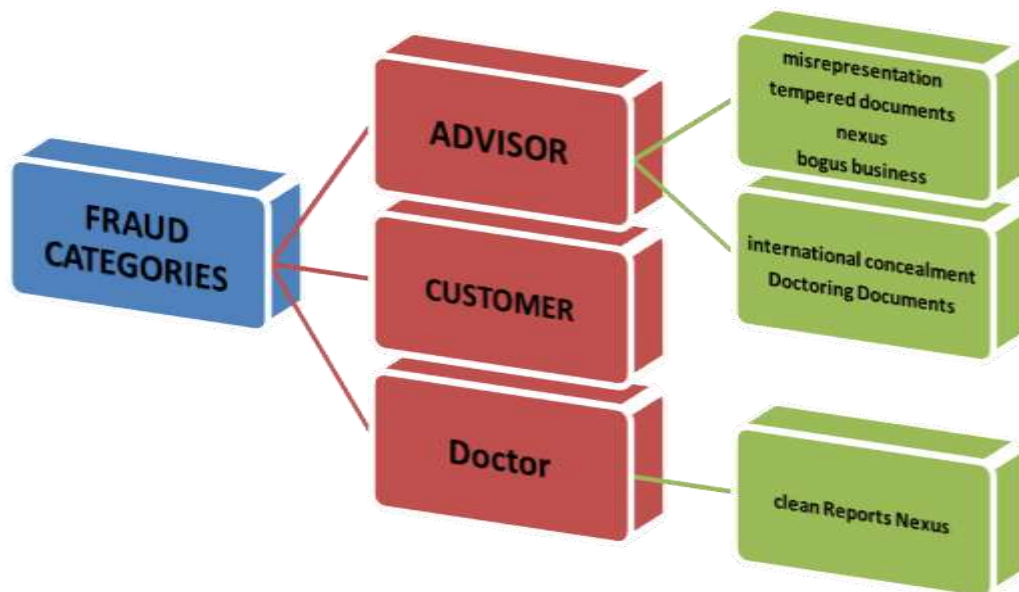 FRAUD
CATEGORIES
ADVISOR
CUSTOMER
Doctor
misrepresentation
tempered documents
nexus
bogus business
international concealment
Doctoring Documents
clean Reports Nexus